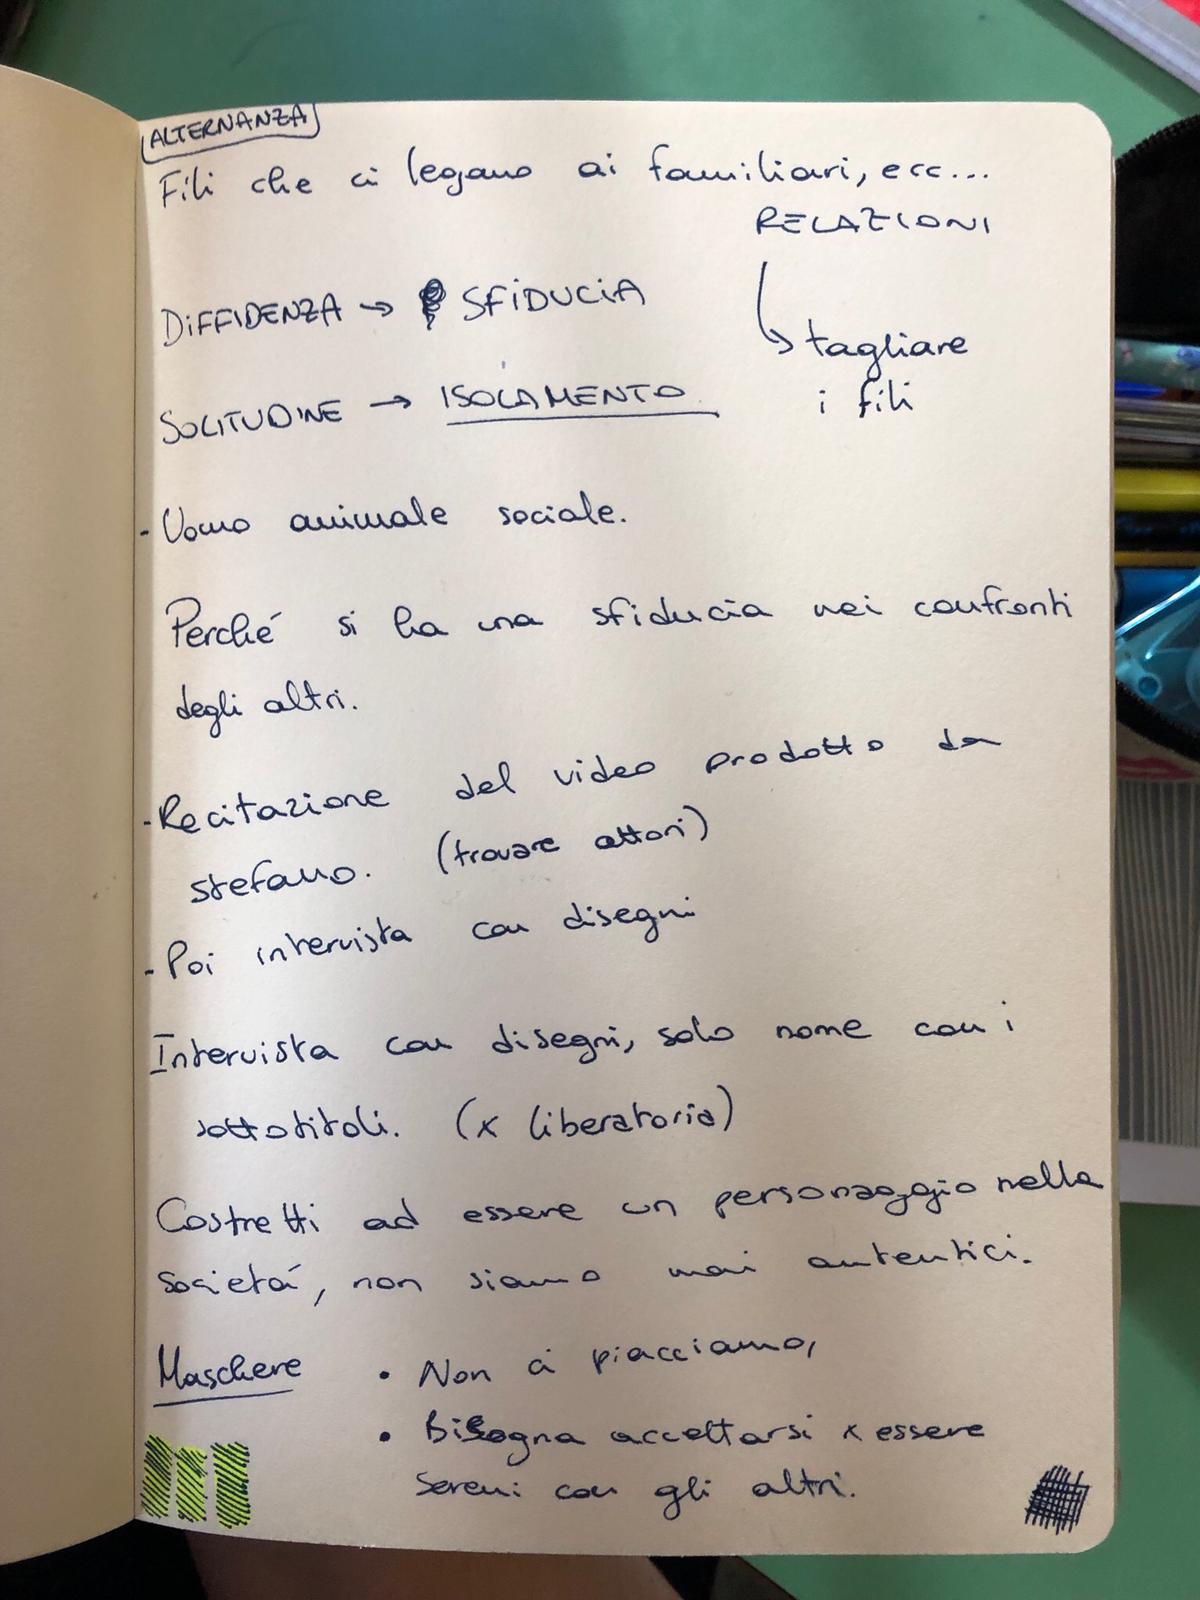 ALTERNANZA
Fili che ci legano ai familiari, ecc...
RELAZIONI
DIFFIDENZA → SFIDUCIA
↳ tagliare
i fili
SOLITUDINE → ISOLAMENTO
- Uomo animale sociale.
Perché si ha una sfiducia nei confronti
degli altri.
- Recitazione del video prodotto da
stefano. (trovare attori)
- Poi intervista con disegni
Intervista con disegni, solo nome con i
sottotitoli. (x liberatoria)
Costretti ad essere un personaggio nella
societá, non siamo mai autentici.
Maschere • Non ci piacciamo,
• Bisogna accettarsi x essere
sereni con gli altri.